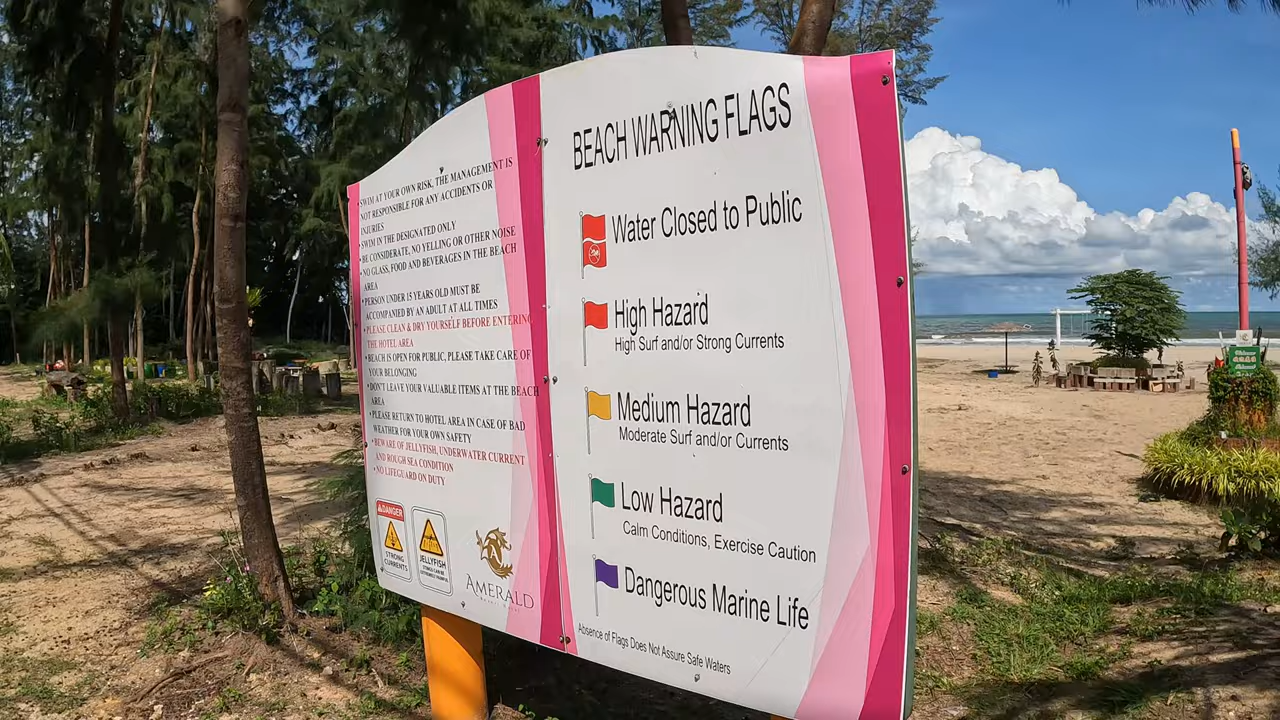 • SWIM AT YOUR OWN RISK, THE MANAGEMENT IS
NOT RESPONSIBLE FOR ANY ACCIDENTS OR
INJURIES
• SWIM IN THE DESIGNATED ONLY
• BE CONSIDERATE, NO YELLING OR OTHER NOISE
• NO GLASS, FOOD AND BEVERAGES IN THE BEACH
AREA
• PERSON UNDER 15 YEARS OLD MUST BE
ACCOMPANIED BY AN ADULT AT ALL TIMES
• PLEASE CLEAN & DRY YOURSELF BEFORE ENTERING
THE HOTEL AREA
• BEACH IS OPEN FOR PUBLIC, PLEASE TAKE CARE OF
YOUR BELONGING
• DON'T LEAVE YOUR VALUABLE ITEMS AT THE BEACH
AREA
• PLEASE RETURN TO HOTEL AREA IN CASE OF BAD
WEATHER FOR YOUR OWN SAFETY
• BEWARE OF JELLYFISH, UNDERWATER CURRENT
AND ROUGH SEA CONDITION
• NO LIFEGUARD ON DUTY
DANGER
STRONG
CURRENTS
JELLYFISH
AMERALD
BEACH WARNING FLAGS
Water Closed to Public
High Hazard
High Surf and/or Strong Currents
Medium Hazard
Moderate Surf and/or Currents
Low Hazard
Calm Conditions, Exercise Caution
Dangerous Marine Life
Absence of Flags Does Not Assure Safe Waters